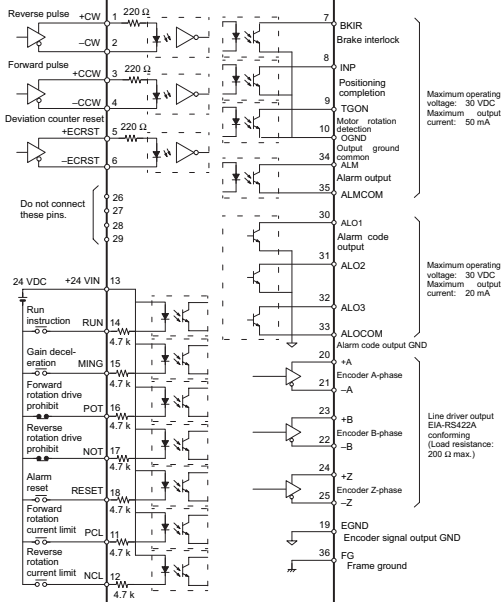 Reverse pulse
+CW 1 220 Ω
–CW 2
Forward pulse
+CCW 3 220 Ω
–CCW 4
Deviation counter reset
+ECRST 5 220 Ω
–ECRST 6
Do not connect
these pins.
26
27
28
29
24 VDC +24 VIN 13
Run
instruction RUN 14
4.7 k
Gain decel-
eration MING 15
4.7 k
Forward
rotation drive
prohibit POT 16
4.7 k
Reverse
rotation drive
prohibit NOT 17
4.7 k
Alarm
reset RESET 18
4.7 k
Forward
rotation
current limit PCL 11
4.7 k
Reverse
rotation
current limit NCL 12
4.7 k
7 BKIR
Brake interlock
8 INP
Positioning
completion
9 TGON
Motor rotation
detection
10 OGND
Output ground
common
34 ALM
Alarm output
35 ALMCOM
Maximum operating
voltage: 30 VDC
Maximum output
current: 50 mA
30 ALO1
Alarm code
output
31 ALO2
32 ALO3
33 ALOCOM
Alarm code output GND
Maximum operating
voltage: 30 VDC
Maximum output
current: 20 mA
20 +A
Encoder A-phase
21 –A
23 +B
Encoder B-phase
22 –B
24 +Z
Encoder Z-phase
25 –Z
Line driver output
EIA-RS422A
conforming
(Load resistance:
200 Ω max.)
19 EGND
Encoder signal output GND
36 FG
Frame ground